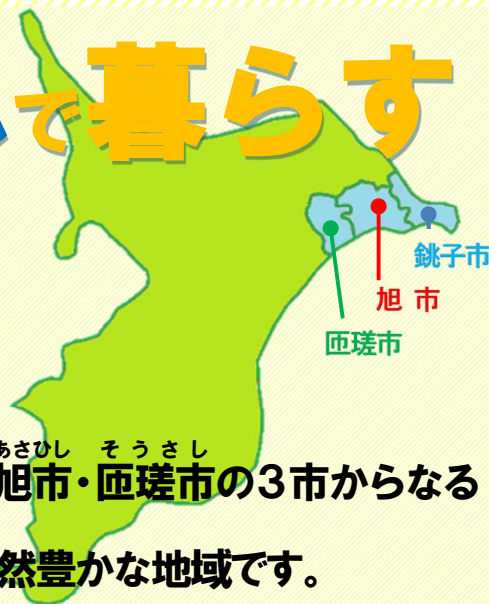 で暮らす
銚子市
旭 市
匝瑳市
あさひし そうさし
旭市・匝瑳市の３市からなる
然豊かな地域です。